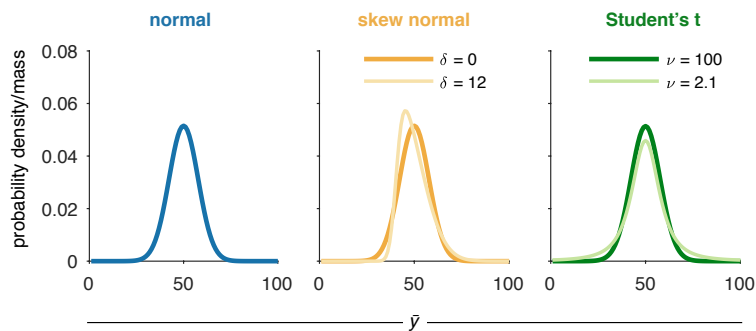 normal
skew normal
Student's t
probability density/mass
0.08
0.06
0.04
0.02
0
0
50
100
δ = 0
δ = 12
0
50
100
ν = 100
ν = 2.1
0
50
100
ȳ